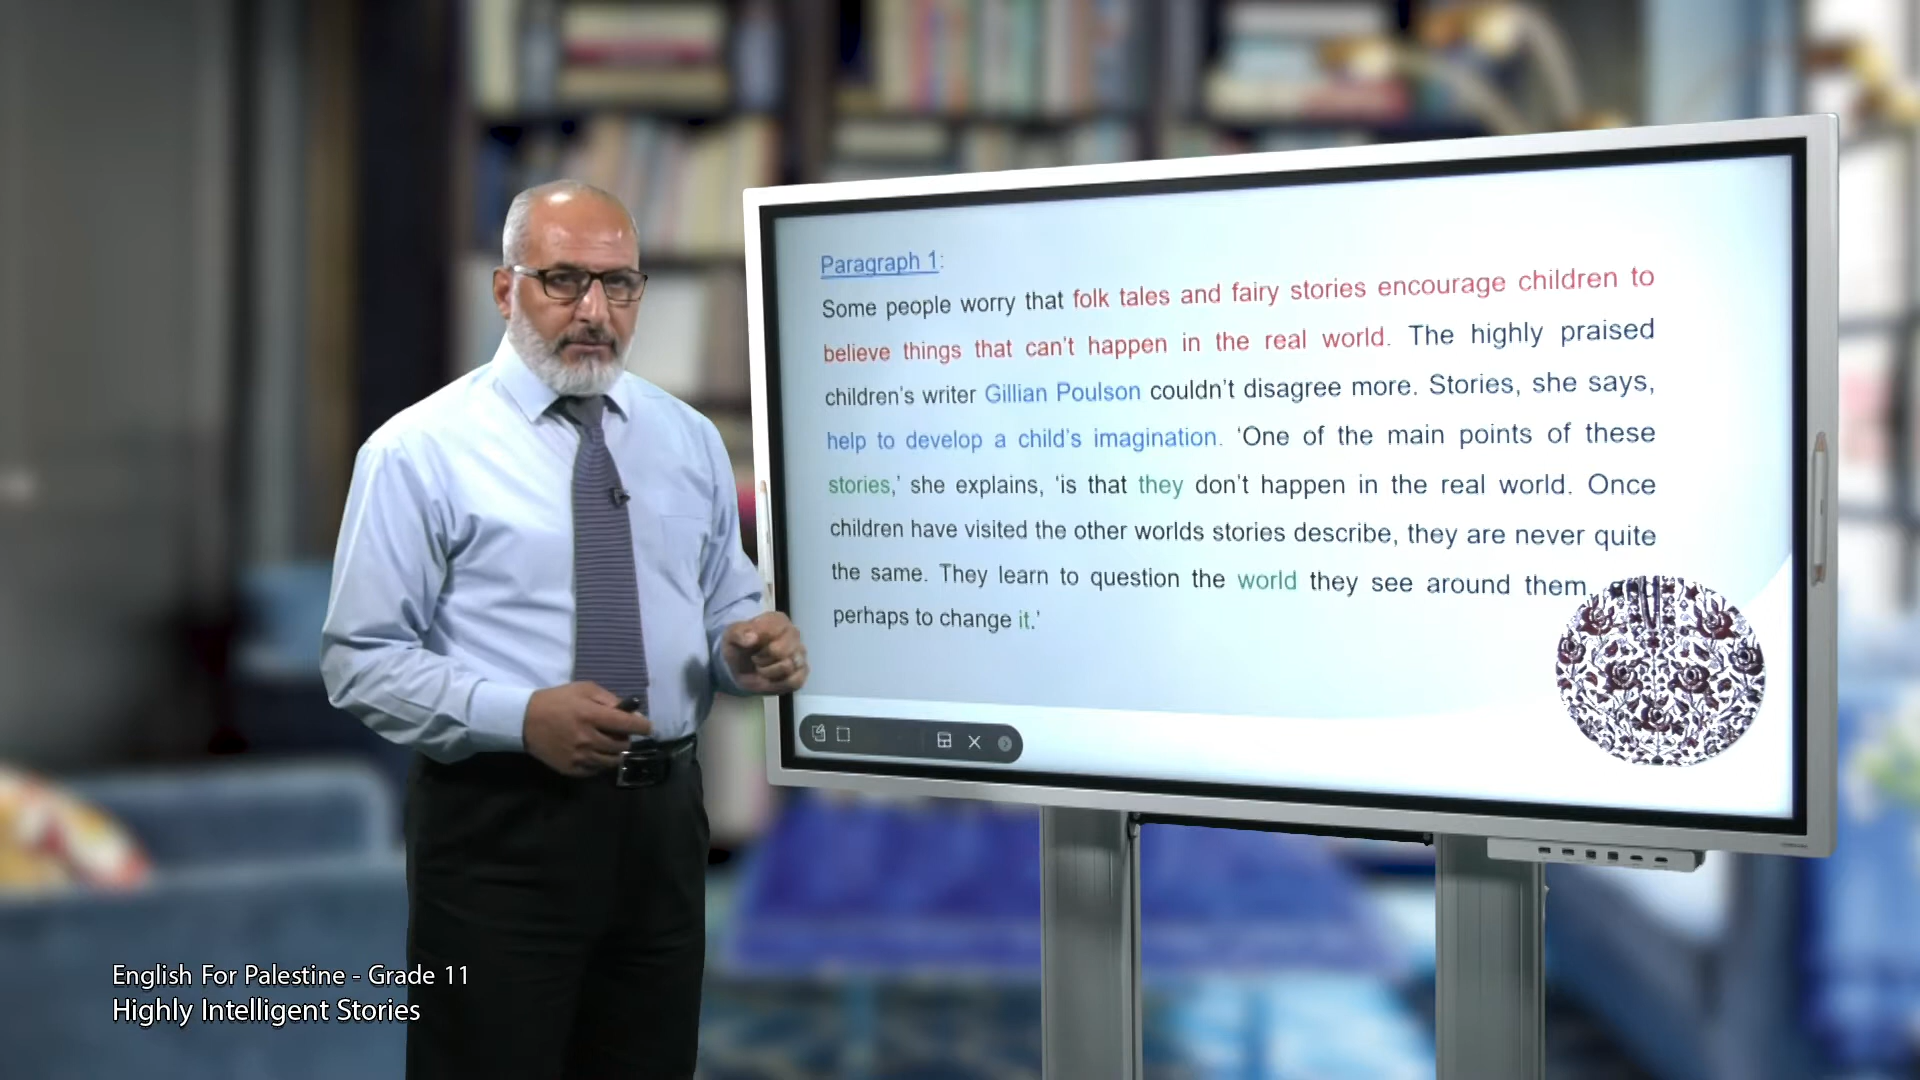 Paragraph 1:
Some people worry that folk tales and fairy stories encourage children to
believe things that can't happen in the real world. The highly praised
children's writer Gillian Poulson couldn't disagree more. Stories, she says,
help to develop a child's imagination. 'One of the main points of these
stories,' she explains, 'is that they don't happen in the real world. Once
children have visited the other worlds stories describe, they are never quite
the same. They learn to question the world they see around them, and
perhaps to change it.'
English For Palestine - Grade 11
Highly Intelligent Stories